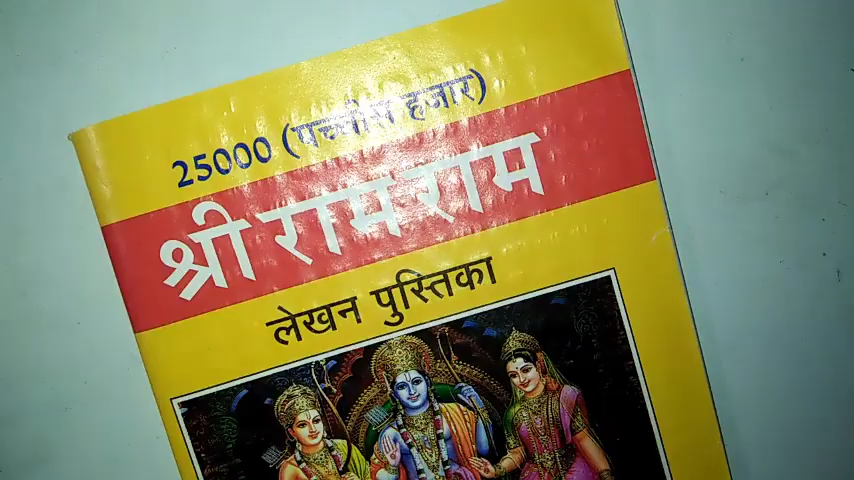 25000 (पच्चीस हजार)
श्री राम राम
लेखन पुस्तिका